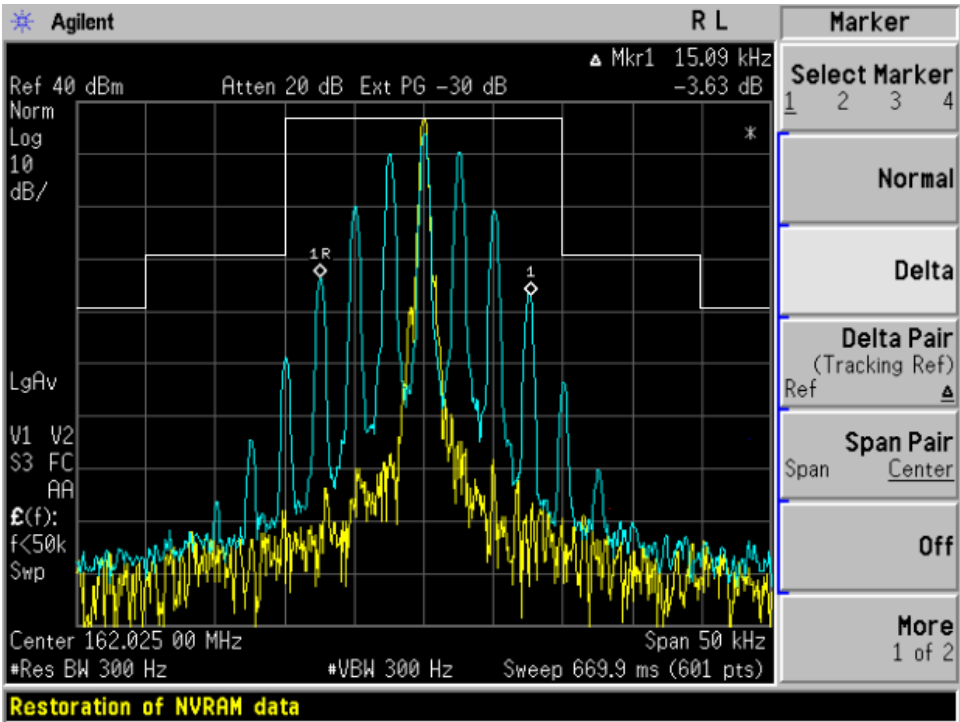 Agilent R L Marker
Mkr1 15.09 kHz
Ref 40 dBm Atten 20 dB Ext PG -30 dB -3.63 dB
Norm
Log
10
dB/
*
1R
1
LgAv
V1 V2
S3 FC
AA
£(f):
f<50k
Swp
Center 162.025 00 MHz Span 50 kHz
#Res BW 300 Hz #VBW 300 Hz Sweep 669.9 ms (601 pts)
Restoration of NVRAM data
Select Marker
1 2 3 4
Normal
Delta
Delta Pair
(Tracking Ref)
Ref Δ
Span Pair
Span Center
Off
More
1 of 2